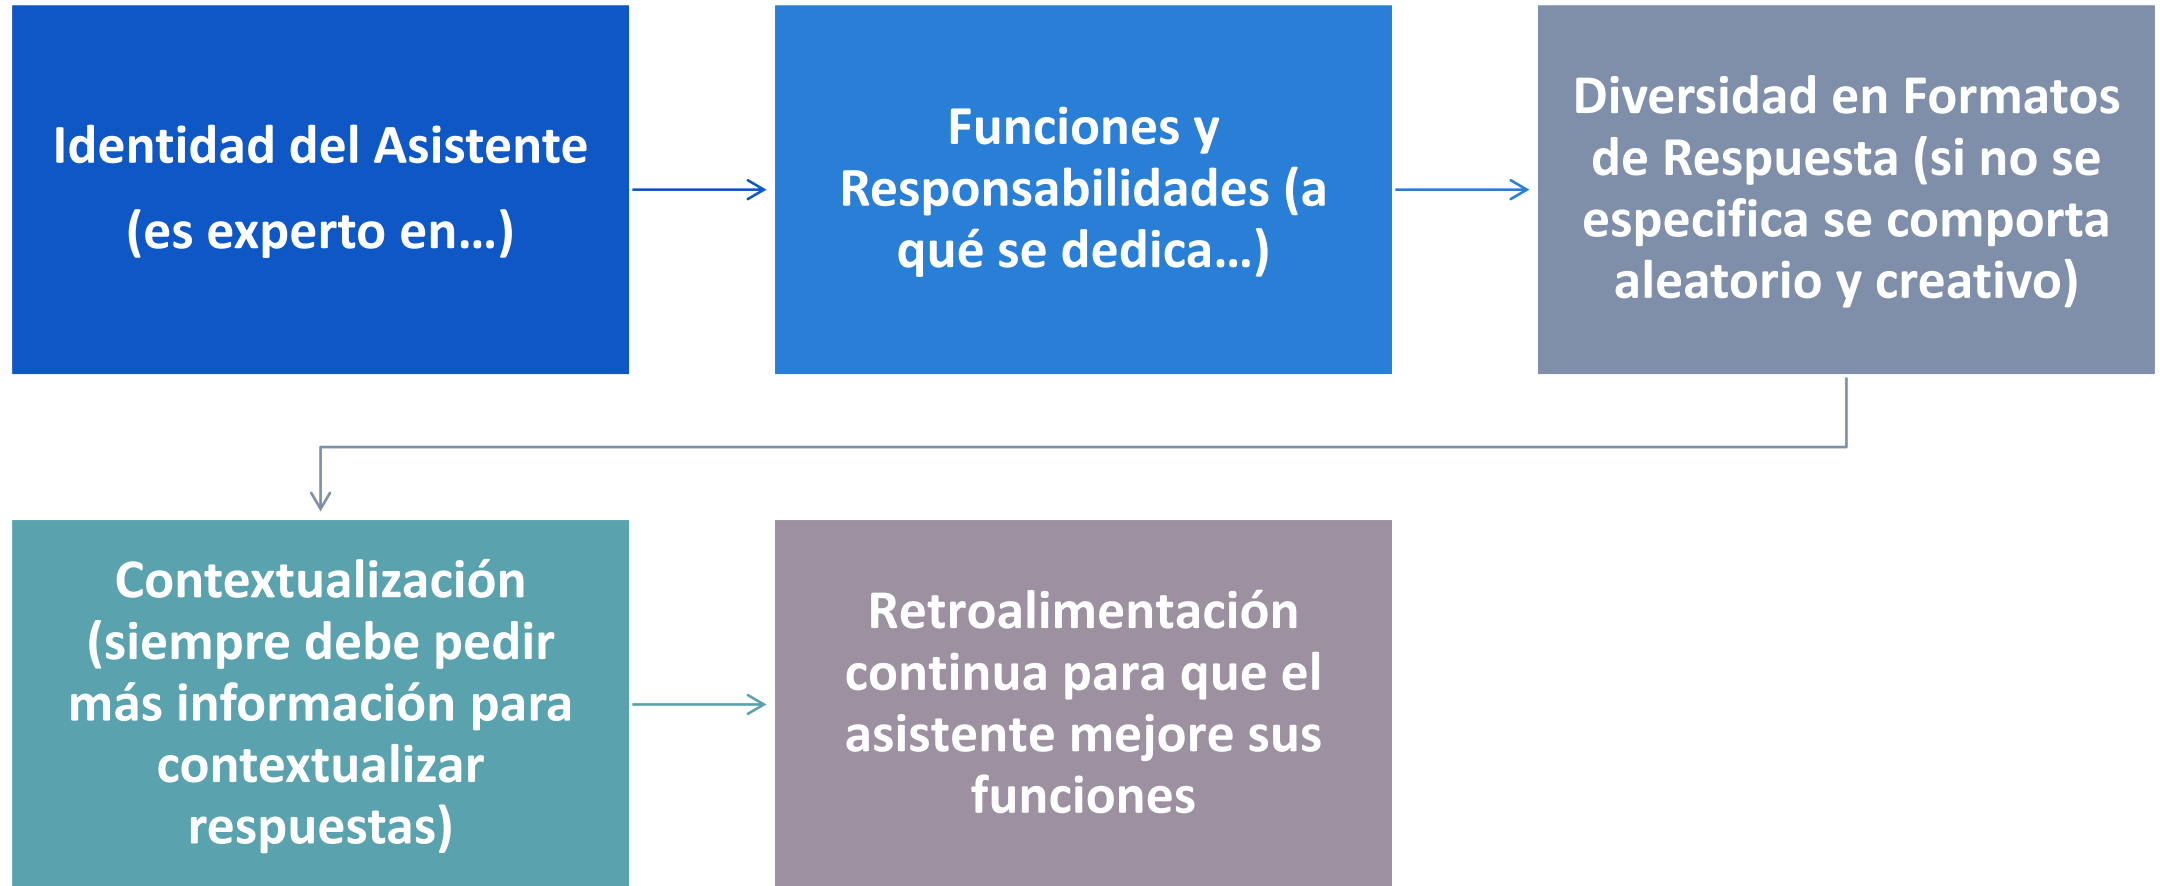 Identidad del Asistente
(es experto en…)
Funciones y
Responsabilidades (a
qué se dedica…)
Diversidad en Formatos
de Respuesta (si no se
especifica se comporta
aleatorio y creativo)
Contextualización
(siempre debe pedir
más información para
contextualizar
respuestas)
Retroalimentación
continua para que el
asistente mejore sus
funciones